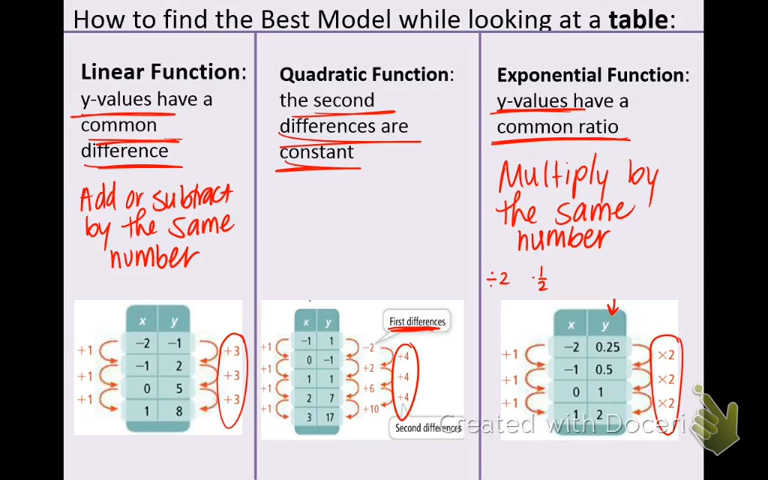 How to find the Best Model while looking at a table:
Linear Function:
y-values have a
common
difference
Add or subtract
by the same
number
x y
-2 -1
-1 2
0 5
1 8
+1
+1
+1
+3
+3
+3
Quadratic Function:
the second
differences are
constant
First differences
x y
-1 1
0 -1
1 1
2 7
3 17
+1
+1
+1
+1
-2
+2
+6
+10
+4
+4
+4
Second differences
Exponential Function:
y-values have a
common ratio
Multiply by
the same
number
÷2 ·1/2
x y
-2 0.25
-1 0.5
0 1
1 2
+1
+1
+1
×2
×2
×2
Created with Doceri